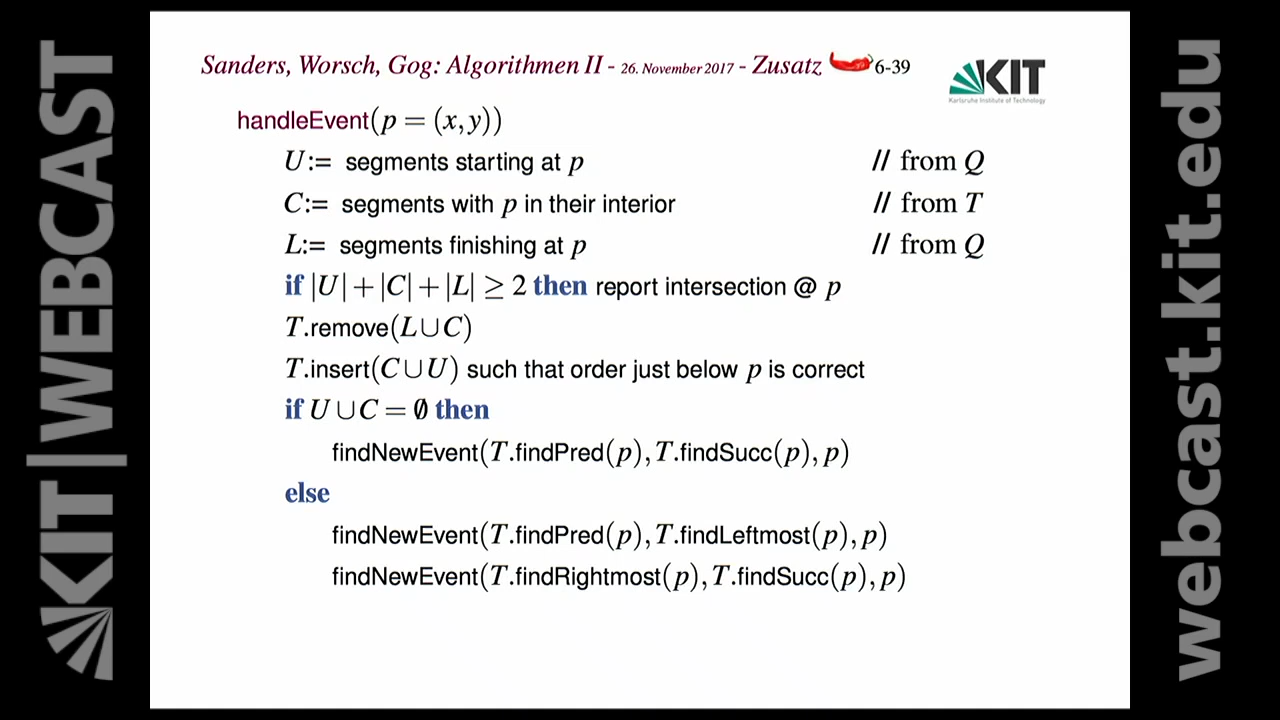 KIT|WEBCAST
Sanders, Worsch, Gog: Algorithmen II - 26. November 2017 - Zusatz 6-39
KIT
Karlsruhe Institute of Technology
handleEvent(p = (x,y))
U:= segments starting at p // from Q
C:= segments with p in their interior // from T
L:= segments finishing at p // from Q
if |U|+|C|+|L| ≥ 2 then report intersection @ p
T.remove(L∪C)
T.insert(C∪U) such that order just below p is correct
if U∪C = ∅ then
findNewEvent(T.findPred(p),T.findSucc(p),p)
else
findNewEvent(T.findPred(p),T.findLeftmost(p),p)
findNewEvent(T.findRightmost(p),T.findSucc(p),p)
webcast.kit.edu